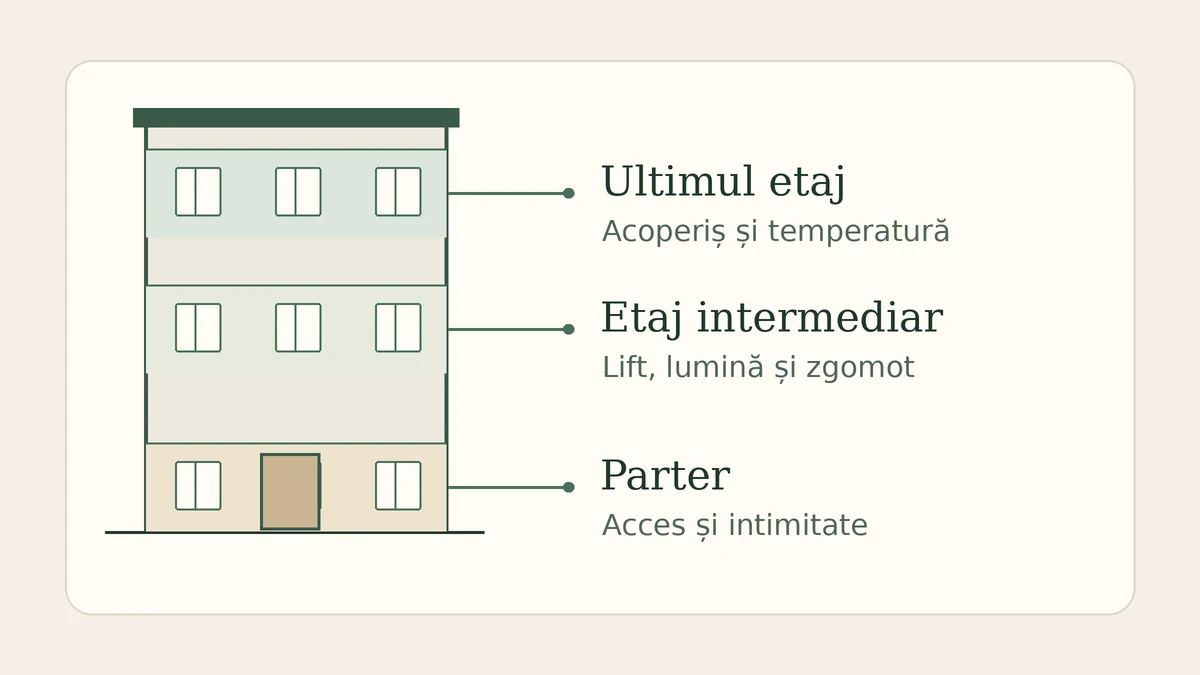 Ultimul etaj
Acoperiș și temperatură
Etaj intermediar
Lift, lumină și zgomot
Parter
Acces și intimitate